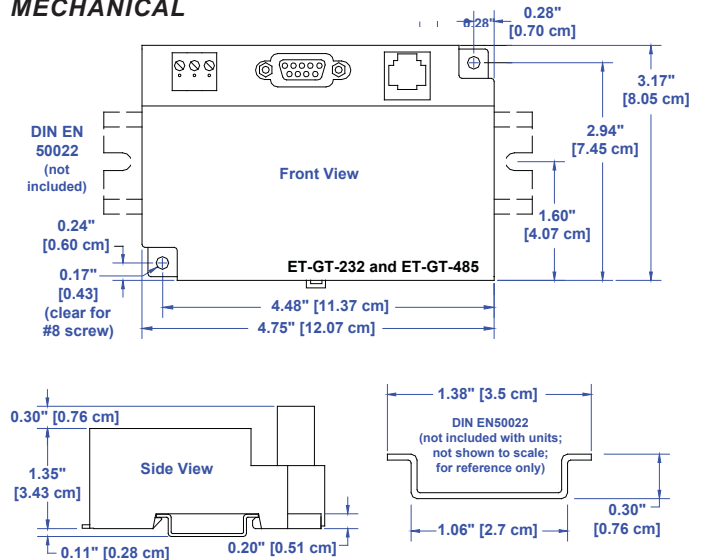 MECHANICAL
0.28"
0.28"
[0.70 cm]
3.17"
[8.05 cm]
2.94"
[7.45 cm]
DIN EN
50022
(not
included)
Front View
1.60"
[4.07 cm]
0.24"
[0.60 cm]
0.17"
[0.43]
(clear for
#8 screw)
ET-GT-232 and ET-GT-485
4.48" [11.37 cm]
4.75" [12.07 cm]
0.30" [0.76 cm]
1.35"
[3.43 cm]
Side View
0.11" [0.28 cm]
0.20" [0.51 cm]
1.38" [3.5 cm]
DIN EN50022
(not included with units;
not shown to scale;
for reference only)
0.30"
[0.76 cm]
1.06" [2.7 cm]